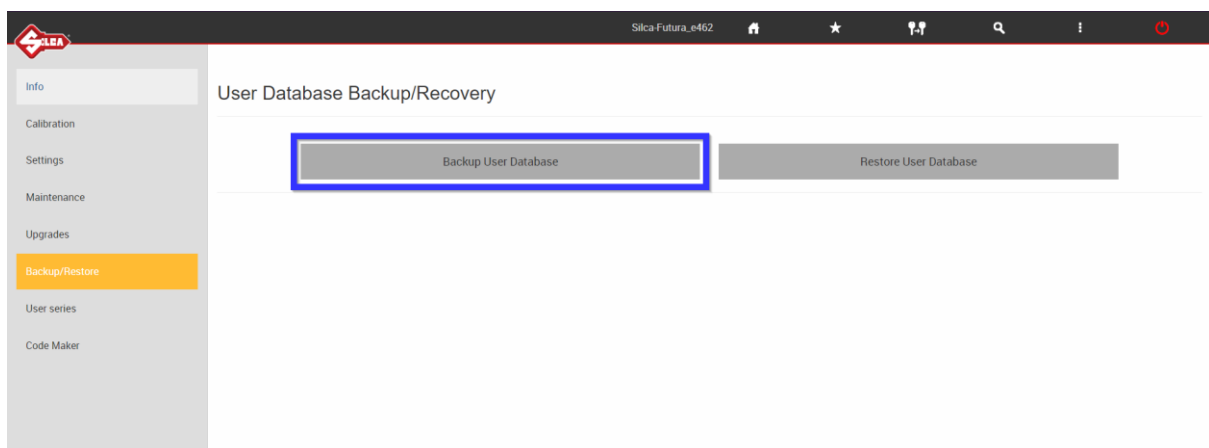 SILCA
Silca-Futura_e462
Info
Calibration
Settings
Maintenance
Upgrades
Backup/Restore
User series
Code Maker
User Database Backup/Recovery
Backup User Database
Restore User Database